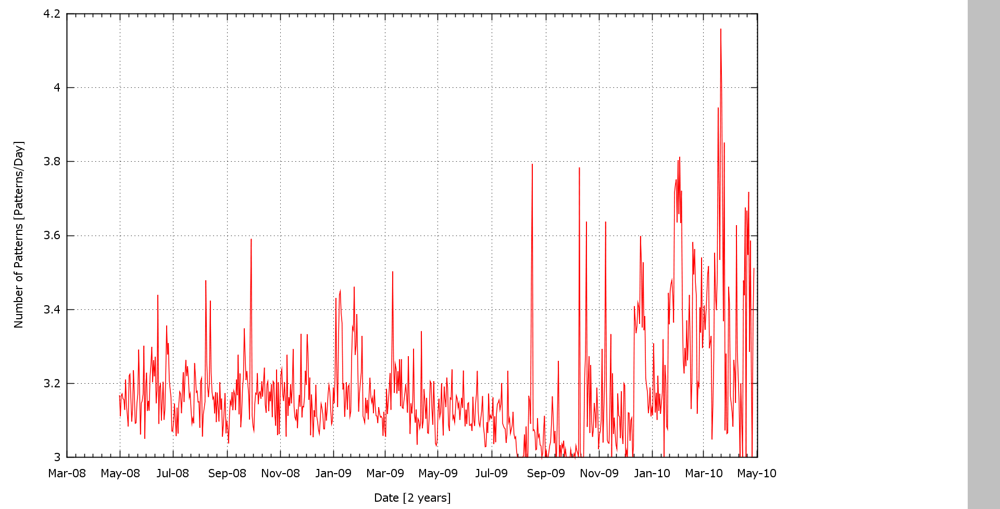 4.2
4
3.8
3.6
3.4
3.2
3
Number of Patterns [Patterns/Day]
Mar-08 May-08 Jul-08 Sep-08 Nov-08 Jan-09 Mar-09 May-09 Jul-09 Sep-09 Nov-09 Jan-10 Mar-10 May-10
Date [2 years]